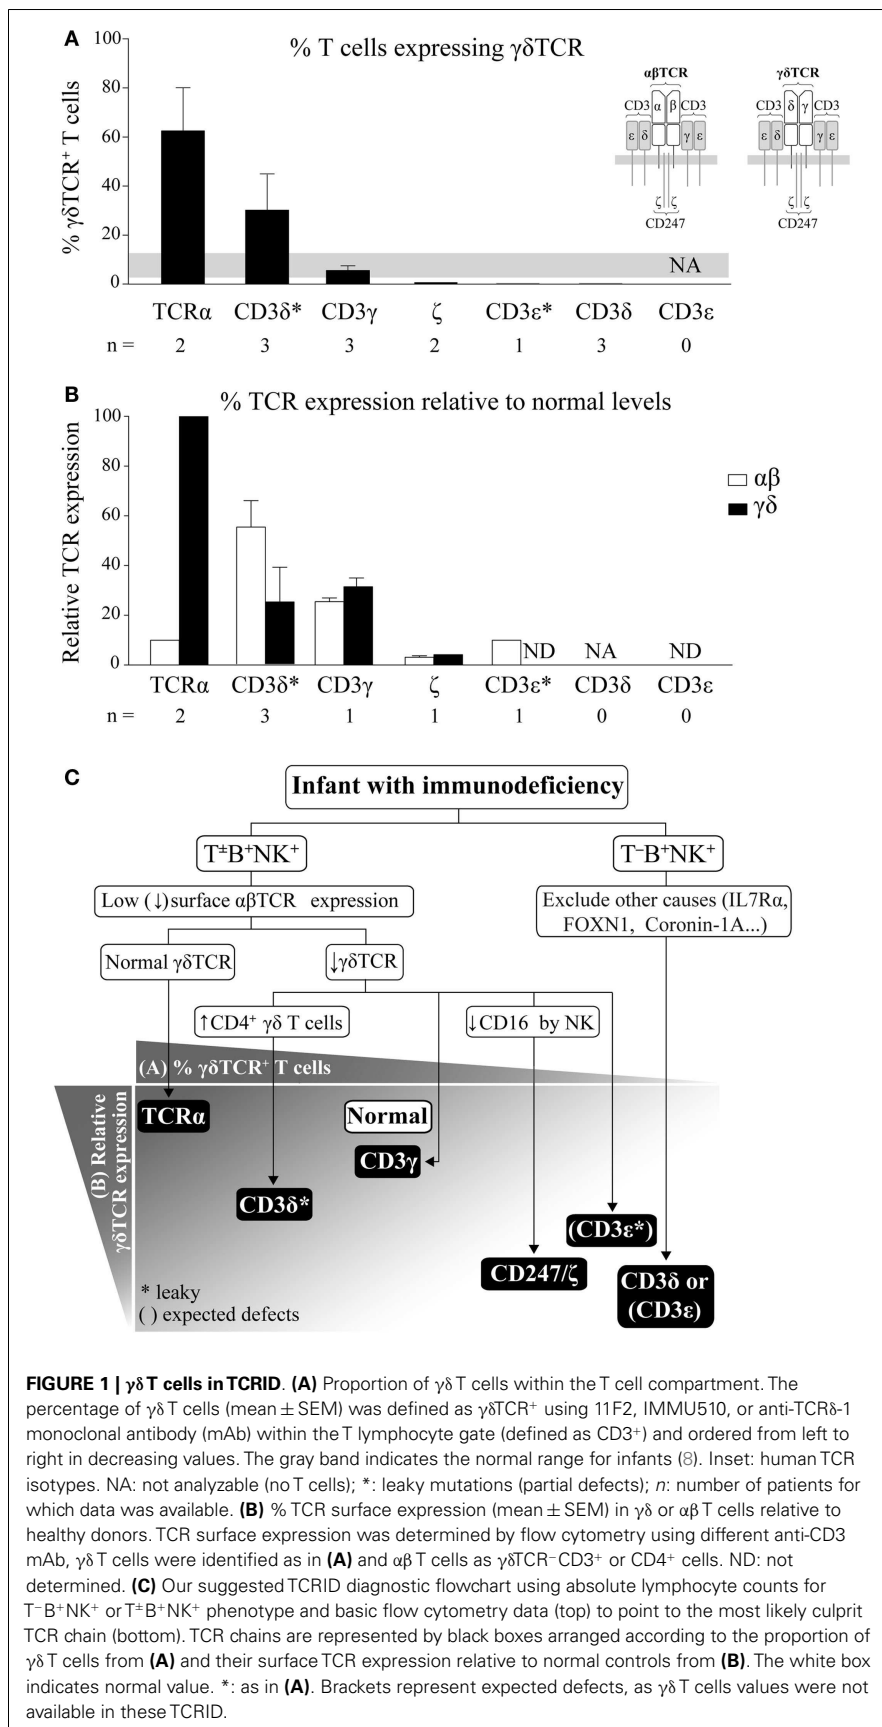 A
% T cells expressing γδTCR
% γδTCR⁺ T cells
100
80
60
40
20
0
αβTCR
γδTCR
CD3 α β CD3
CD3 δ γ CD3
ε δ γ ε
ε δ γ ε
ζ ζ
ζ ζ
CD247
CD247
NA
TCRα CD3δ* CD3γ ζ CD3ε* CD3δ CD3ε
n = 2 3 3 2 1 3 0
B
% TCR expression relative to normal levels
Relative TCR expression
100
80
60
40
20
0
αβ
γδ
ND NA ND
TCRα CD3δ* CD3γ ζ CD3ε* CD3δ CD3ε
n = 2 3 1 1 1 0 0
C
Infant with immunodeficiency
T±B⁺NK⁺
T⁻B⁺NK⁺
Low (↓)surface αβTCR expression
Exclude other causes (IL7Rα,
FOXN1, Coronin-1A...)
Normal γδTCR
↓γδTCR
↑CD4⁺ γδ T cells
↓CD16 by NK
(A) % γδTCR⁺ T cells
(B) Relative
γδTCR expression
TCRα
Normal
CD3γ
CD3δ*
(CD3ε*)
CD247/ζ
CD3δ or
(CD3ε)
* leaky
( ) expected defects
FIGURE 1 | γδ T cells in TCRID. (A) Proportion of γδ T cells within the T cell compartment. The
percentage of γδ T cells (mean ± SEM) was defined as γδTCR⁺ using 11F2, IMMU510, or anti-TCRδ-1
monoclonal antibody (mAb) within the T lymphocyte gate (defined as CD3⁺) and ordered from left to
right in decreasing values. The gray band indicates the normal range for infants (8). Inset: human TCR
isotypes. NA: not analyzable (no T cells); *: leaky mutations (partial defects); n: number of patients for
which data was available. (B) % TCR surface expression (mean ± SEM) in γδ or αβ T cells relative to
healthy donors. TCR surface expression was determined by flow cytometry using different anti-CD3
mAb, γδ T cells were identified as in (A) and αβ T cells as γδTCR⁻CD3⁺ or CD4⁺ cells. ND: not
determined. (C) Our suggested TCRID diagnostic flowchart using absolute lymphocyte counts for
T⁻B⁺NK⁺ or T±B⁺NK⁺ phenotype and basic flow cytometry data (top) to point to the most likely culprit
TCR chain (bottom). TCR chains are represented by black boxes arranged according to the proportion of
γδ T cells from (A) and their surface TCR expression relative to normal controls from (B). The white box
indicates normal value. *: as in (A). Brackets represent expected defects, as γδ T cells values were not
available in these TCRID.